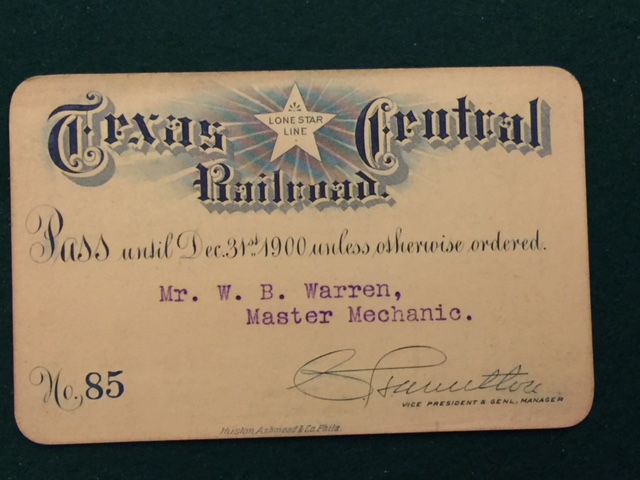 Texas Central
LONE STAR
LINE
Railroad.
Pass until Dec. 31st 1900 unless otherwise ordered.
Mr. W. B. Warren,
Master Mechanic.
No. 85
VICE PRESIDENT & GENL. MANAGER
Huston, Ashmead & Co. Phila.